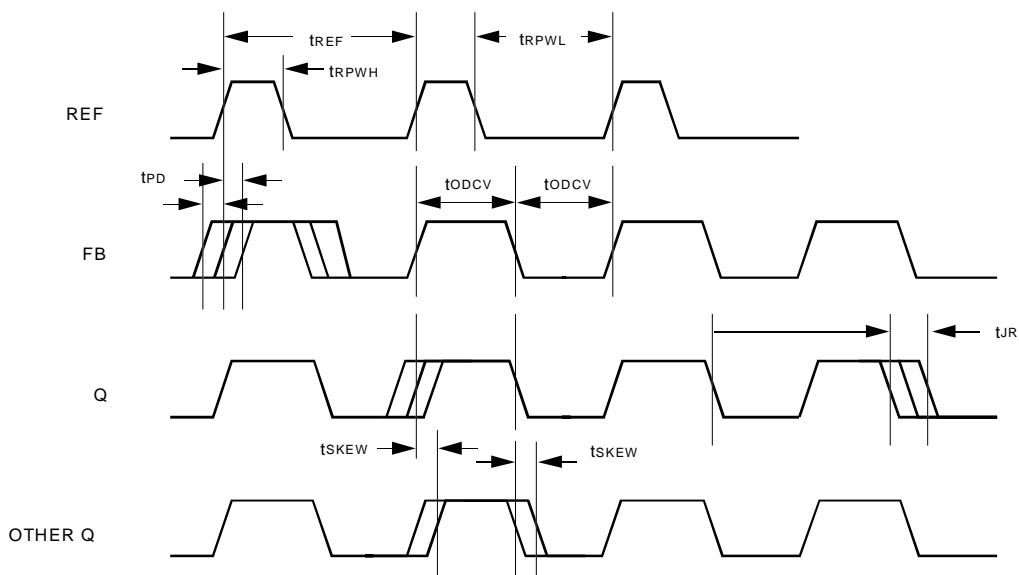 tREF
tRPWL
tRPWH
REF
tPD
tODCV
tODCV
FB
tJR
Q
tSKEW
tSKEW
OTHER Q